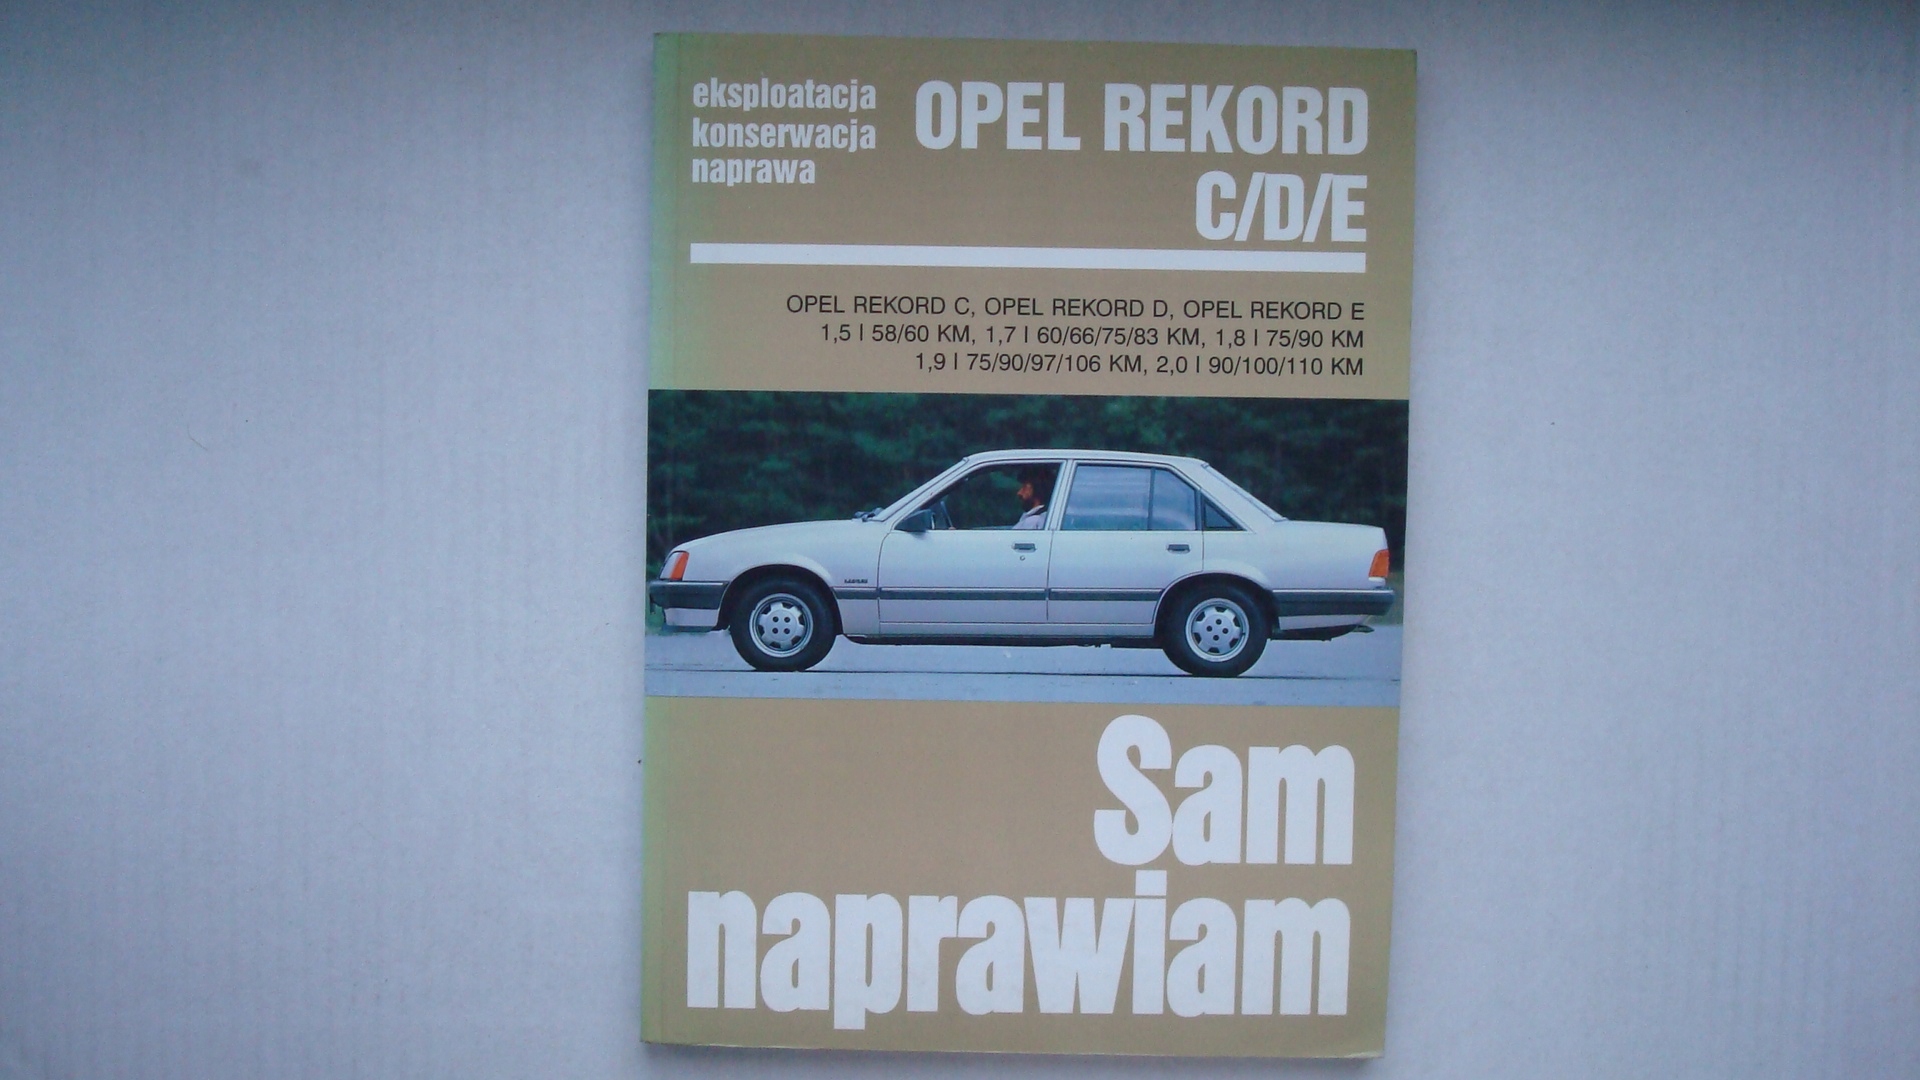 eksploatacja
konserwacja
naprawa
OPEL REKORD
C/D/E
OPEL REKORD C, OPEL REKORD D, OPEL REKORD E
1,5 l 58/60 KM, 1,7 l 60/66/75/83 KM, 1,8 l 75/90 KM
1,9 l 75/90/97/106 KM, 2,0 l 90/100/110 KM
Sam
naprawiam